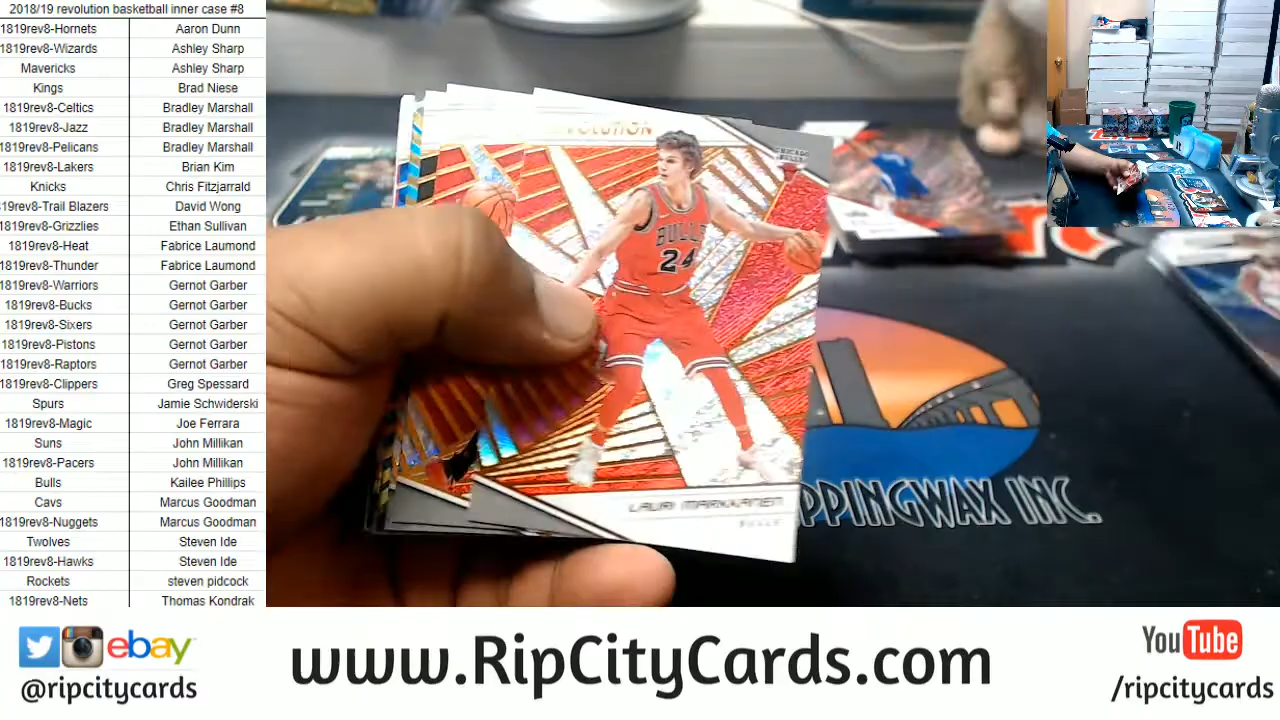 2018/19 revolution basketball inner case #8
1819rev8-Hornets Aaron Dunn
1819rev8-Wizards Ashley Sharp
Mavericks Ashley Sharp
Kings Brad Niese
1819rev8-Celtics Bradley Marshall
1819rev8-Jazz Bradley Marshall
1819rev8-Pelicans Bradley Marshall
1819rev8-Lakers Brian Kim
Knicks Chris Fitzjarrald
1819rev8-Trail Blazers David Wong
1819rev8-Grizzlies Ethan Sullivan
1819rev8-Heat Fabrice Laumond
1819rev8-Thunder Fabrice Laumond
1819rev8-Warriors Gernot Garber
1819rev8-Bucks Gernot Garber
1819rev8-Sixers Gernot Garber
1819rev8-Pistons Gernot Garber
1819rev8-Raptors Gernot Garber
1819rev8-Clippers Greg Spessard
Spurs Jamie Schwiderski
1819rev8-Magic Joe Ferrara
Suns John Millikan
1819rev8-Pacers John Millikan
Bulls Kailee Phillips
Cavs Marcus Goodman
1819rev8-Nuggets Marcus Goodman
Twolves Steven Ide
1819rev8-Hawks Steven Ide
Rockets steven pidcock
1819rev8-Nets Thomas Kondrak
VOLUTION
CHICAGO
BULLS
BULLS
24
LAURI MARKKANEN
BULLS
PPINGWAX INC.
ebay
@ripcitycards
www.RipCityCards.com
YouTube
/ripcitycards